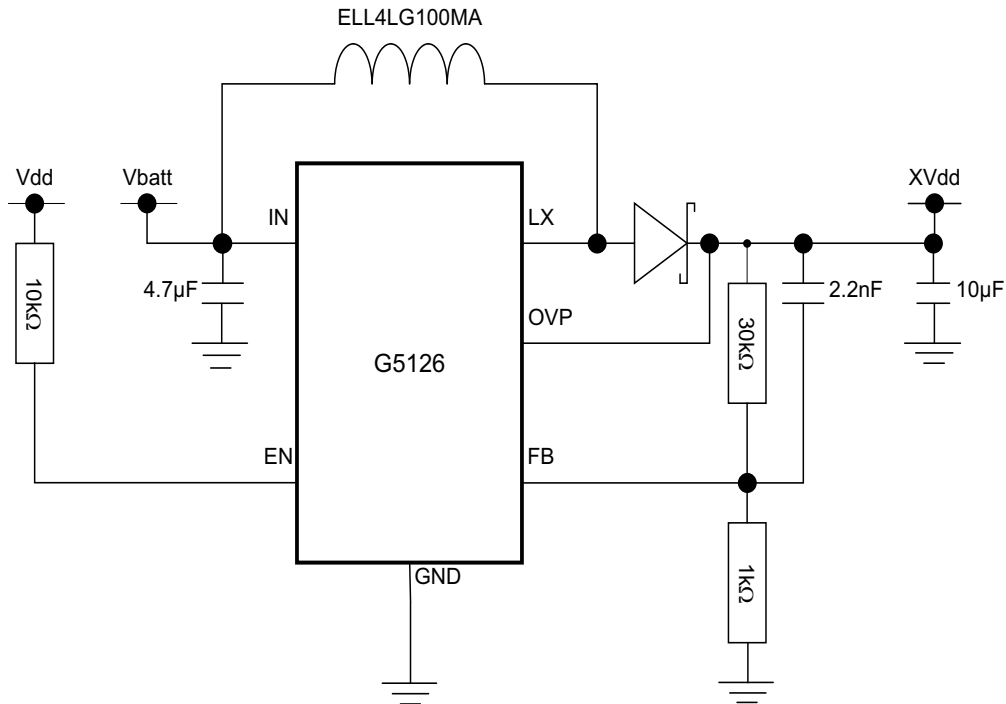 ELL4LG100MA
Vdd
Vbatt
XVdd
IN
LX
10kΩ
4.7µF
2.2nF
10µF
OVP
30kΩ
G5126
EN
FB
GND
1kΩ